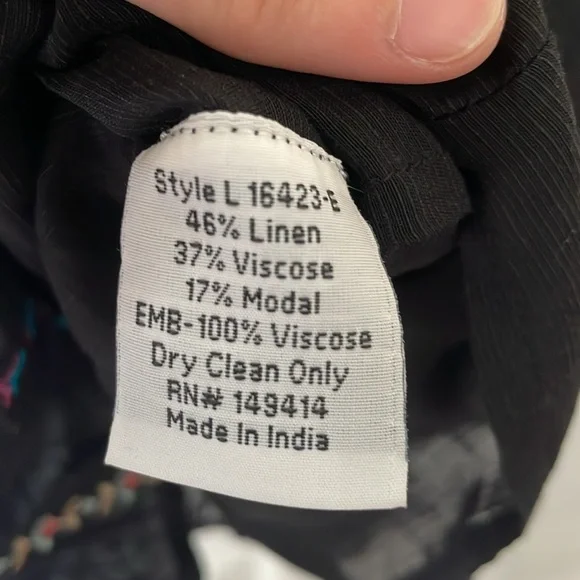 Style L 16423-E
46% Linen
37% Viscose
17% Modal
EMB-100% Viscose
Dry Clean Only
RN# 149414
Made In India